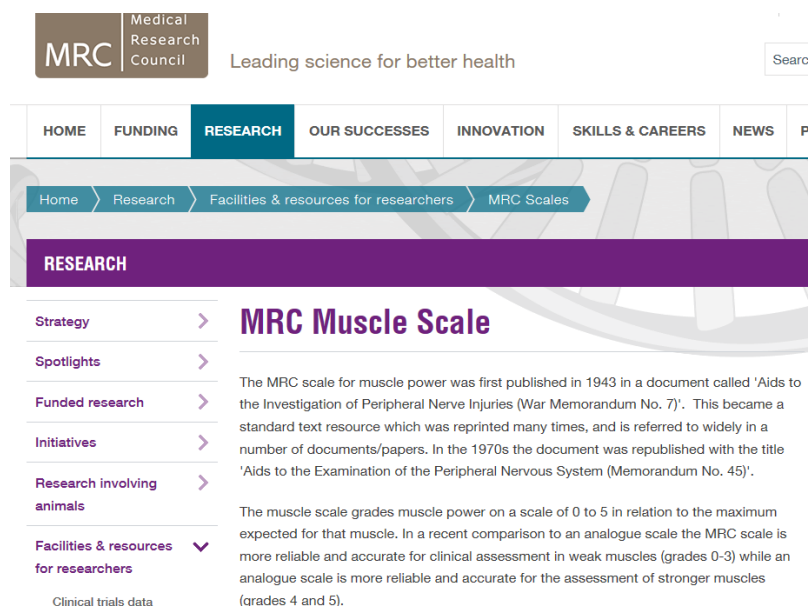 MRC
Medical
Research
Council
Leading science for better health
HOME
FUNDING
RESEARCH
OUR SUCCESSES
INNOVATION
SKILLS & CAREERS
NEWS
Home
Research
Facilities & resources for researchers
MRC Scales
RESEARCH
Strategy
Spotlights
Funded research
Initiatives
Research involving
animals
Facilities & resources
for researchers
Clinical trials data
MRC Muscle Scale
The MRC scale for muscle power was first published in 1943 in a document called 'Aids to
the Investigation of Peripheral Nerve Injuries (War Memorandum No. 7)'. This became a
standard text resource which was reprinted many times, and is referred to widely in a
number of documents/papers. In the 1970s the document was republished with the title
'Aids to the Examination of the Peripheral Nervous System (Memorandum No. 45)'.
The muscle scale grades muscle power on a scale of 0 to 5 in relation to the maximum
expected for that muscle. In a recent comparison to an analogue scale the MRC scale is
more reliable and accurate for clinical assessment in weak muscles (grades 0-3) while an
analogue scale is more reliable and accurate for the assessment of stronger muscles
(grades 4 and 5).